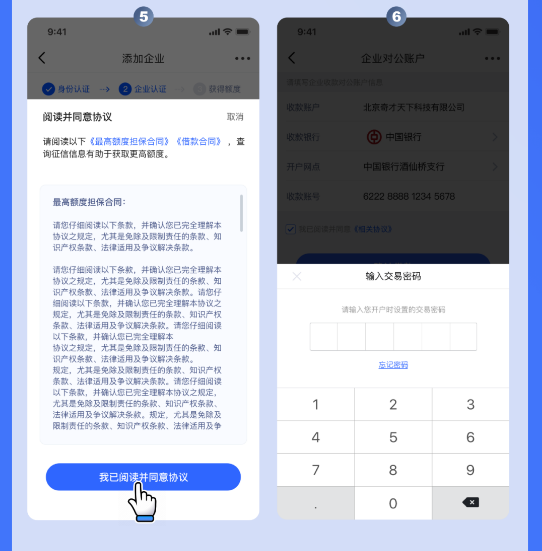 5
9:41
添加企业
身份认证
2 企业认证
3 获得额度
阅读并同意协议
取消
请阅读以下《最高额度担保合同》《借款合同》，查
询征信信息有助于获取更高额度。
最高额度担保合同：
请您仔细阅读以下条款，并确认您已完全理解本
协议之规定，尤其是免除及限制责任的条款、知
识产权条款、法律适用及争议解决条款。
请您仔细阅读以下条款，并确认您已完全理解本
协议之规定，尤其是免除及限制责任的条款、知
识产权条款、法律适用及争议解决条款。请您仔
细阅读以下条款，并确认您已完全理解本协议之
规定，尤其是免除及限制责任的条款、知识产权
条款、法律适用及争议解决条款。请您仔细阅读
以下条款，并确认您已完全理解本
协议之规定，尤其是免除及限制责任的条款、知
识产权条款、法律适用及争议解决条款。
规定，尤其是免除及限制责任的条款、知识产权
条款、法律适用及争议解决条款。请您仔细阅读
以下条款，并确认您已完全理解本协议之规定，
尤其是免除及限制责任的条款、知识产权条款、
法律适用及争议解决条款。规定，尤其是免除及
限制责任的条款、知识产权条款、法律适用及争
我已阅读并同意协议
6
9:41
企业对公账户
收款账户 北京奇才天下科技有限公司
收款银行 中国银行
开户网点 中国银行酒仙桥支行
收款账号 6222 8888 1234 5678
我已阅读并同意《相关协议》
输入交易密码
请输入您开户时设置的交易密码
忘记密码
1 2 3
4 5 6
7 8 9
. 0